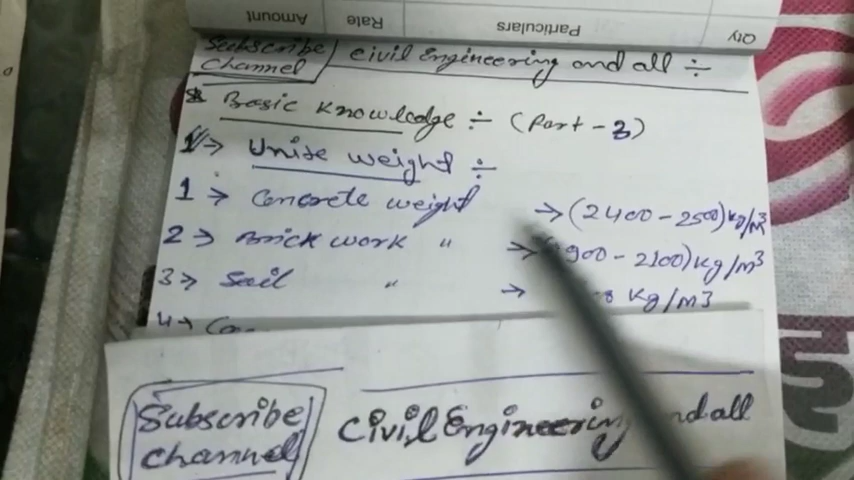 Qty Particulars Rate Amount
Subscribe Channel civil Engineering and all ÷
Basic Knowledge ÷ (Part - 3)
1 → Unite weight ÷
1 → Concrete weight → (2400 - 2500) kg/m³
2 → Brick work " → 900 - 2100) kg/m³
3 → Soil " → kg/m3
4 →
Subscribe channel
Civil Engineering and all